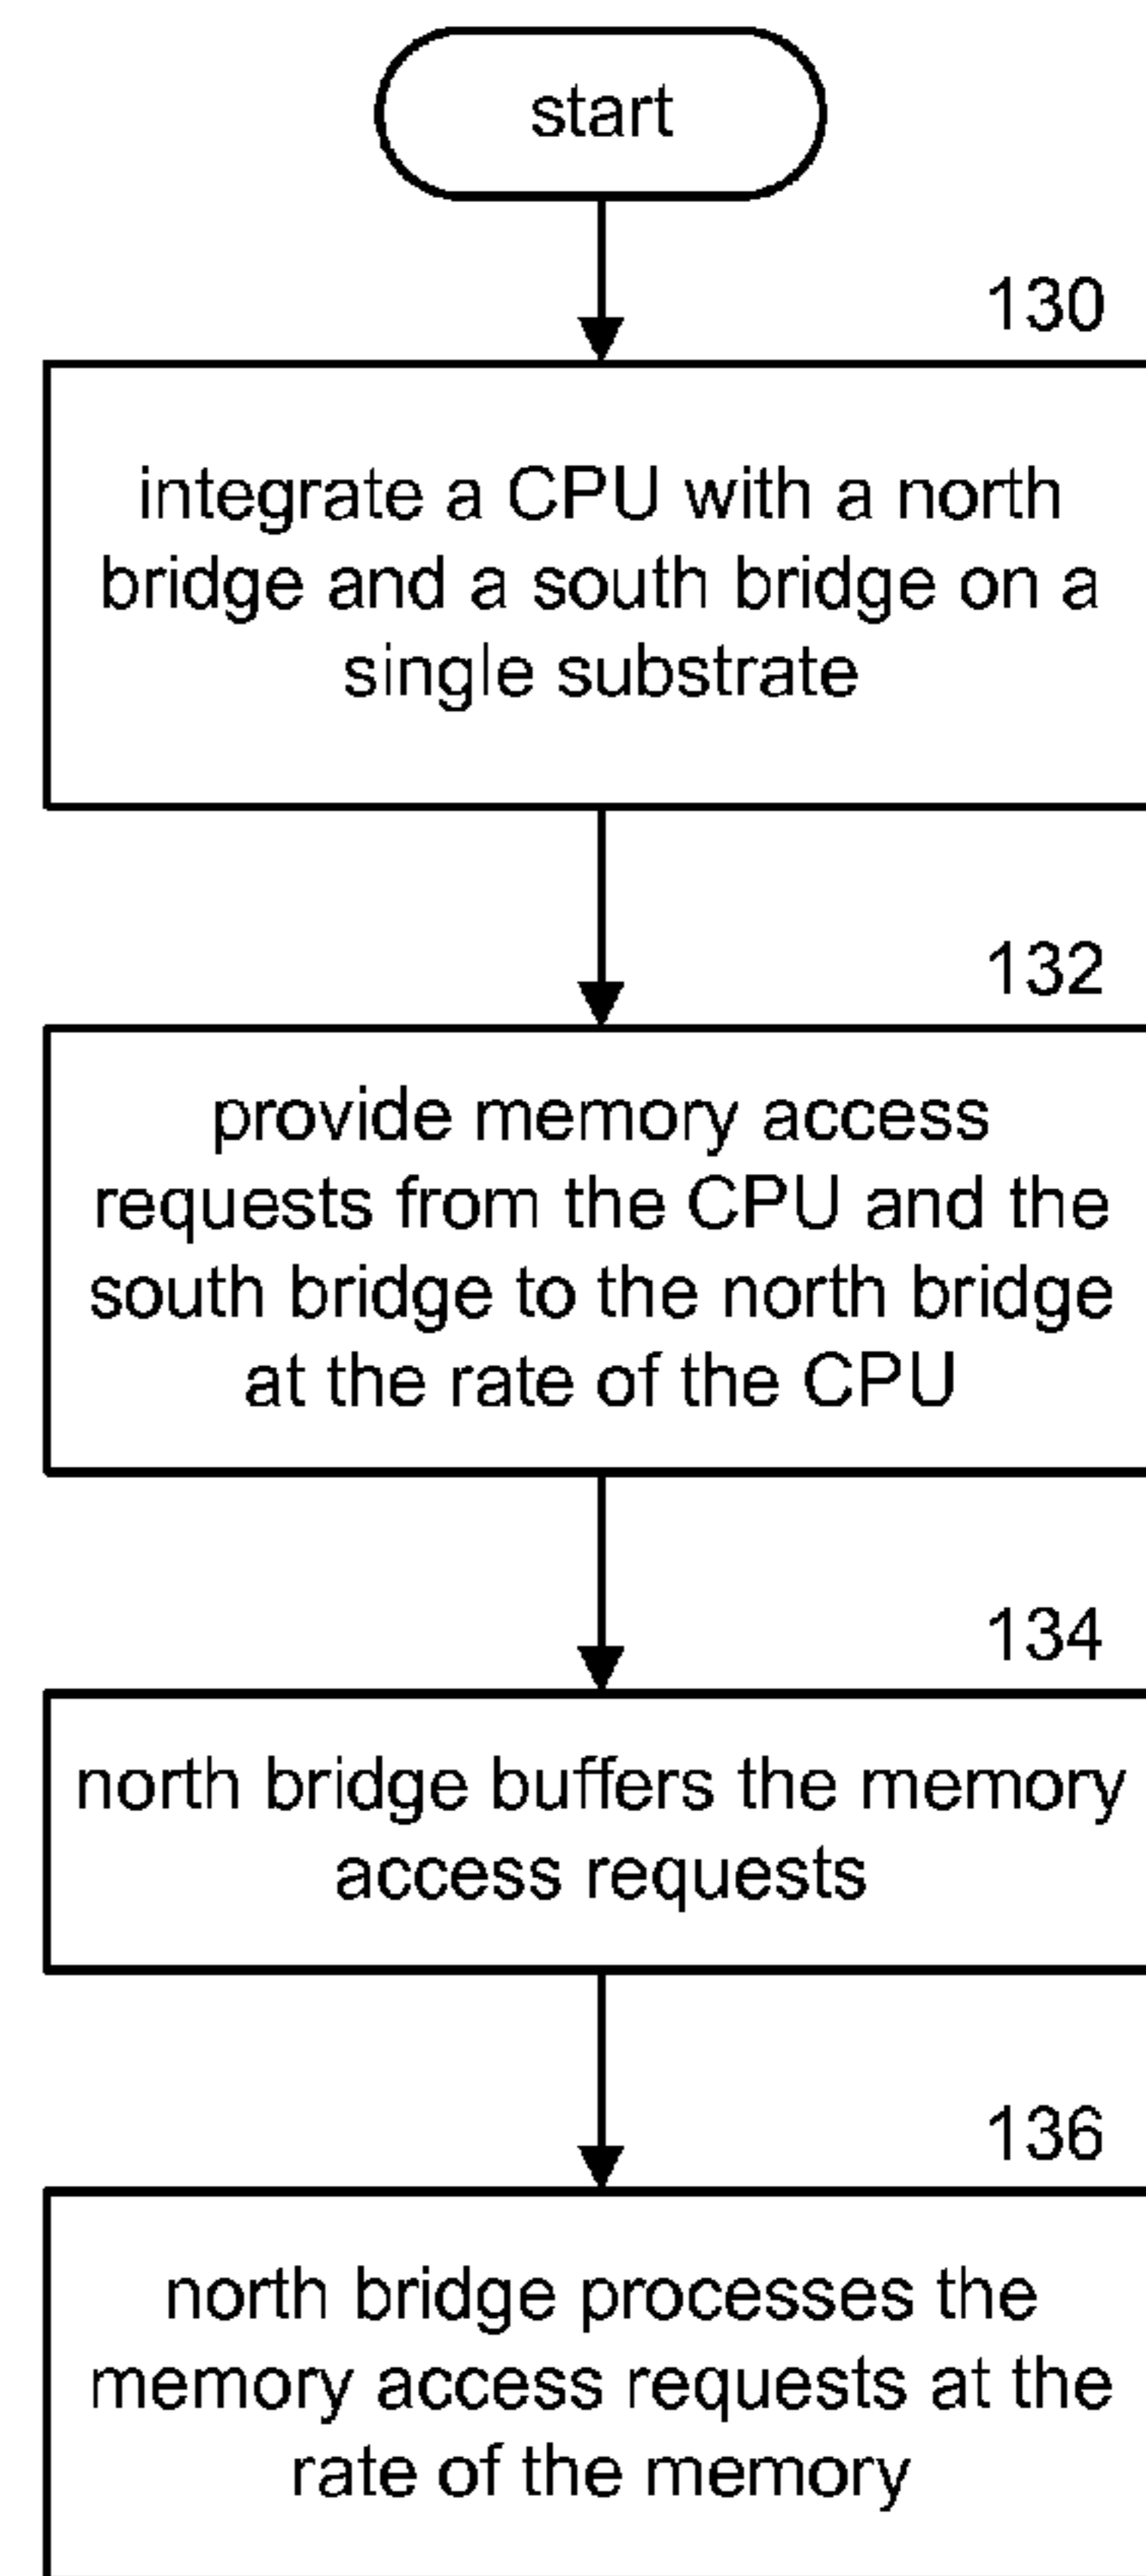 start
130
integrate a CPU with a north
bridge and a south bridge on a
single substrate
132
provide memory access
requests from the CPU and the
south bridge to the north bridge
at the rate of the CPU
134
north bridge buffers the memory
access requests
136
north bridge processes the
memory access requests at the
rate of the memory